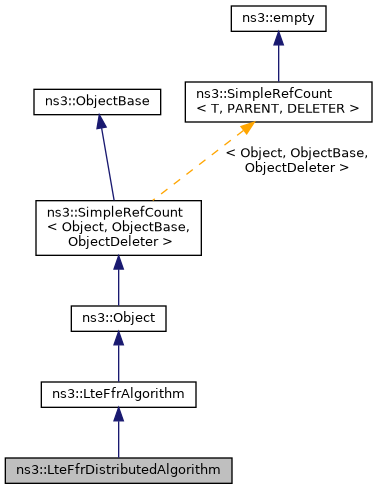 ns3::empty
ns3::SimpleRefCount
< T, PARENT, DELETER >
ns3::ObjectBase
< Object, ObjectBase,
ObjectDeleter >
ns3::SimpleRefCount
< Object, ObjectBase,
ObjectDeleter >
ns3::Object
ns3::LteFfrAlgorithm
ns3::LteFfrDistributedAlgorithm